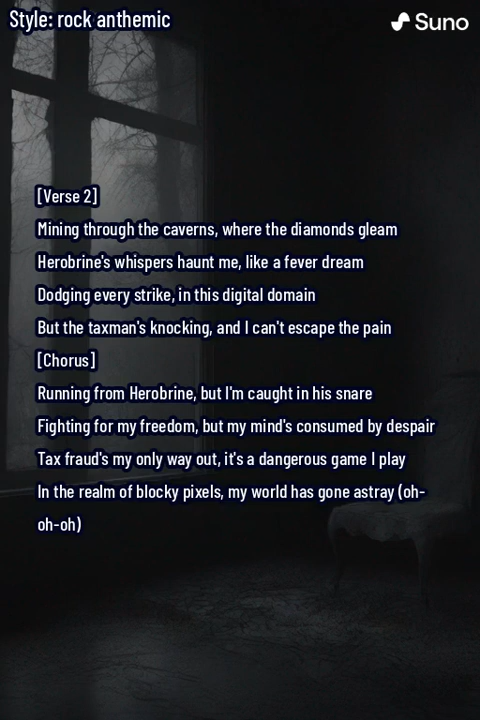 Style: rock anthemic
Suno
[Verse 2]
Mining through the caverns, where the diamonds gleam
Herobrine's whispers haunt me, like a fever dream
Dodging every strike, in this digital domain
But the taxman's knocking, and I can't escape the pain
[Chorus]
Running from Herobrine, but I'm caught in his snare
Fighting for my freedom, but my mind's consumed by despair
Tax fraud's my only way out, it's a dangerous game I play
In the realm of blocky pixels, my world has gone astray (oh-
oh-oh)